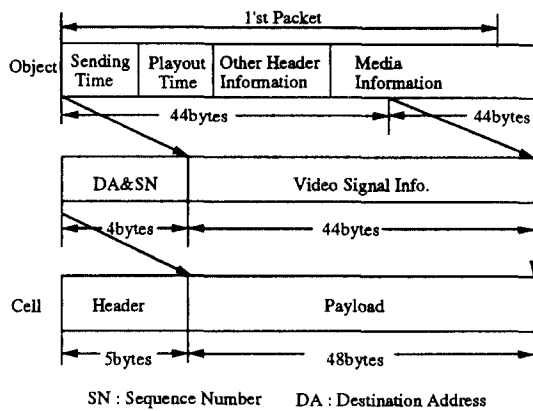 1'st Packet
Object
Sending Time
Playout Time
Other Header Information
Media Information
44bytes
44bytes
DA&SN
Video Signal Info.
4bytes
44bytes
Cell
Header
Payload
5bytes
48bytes
SN : Sequence Number DA : Destination Address